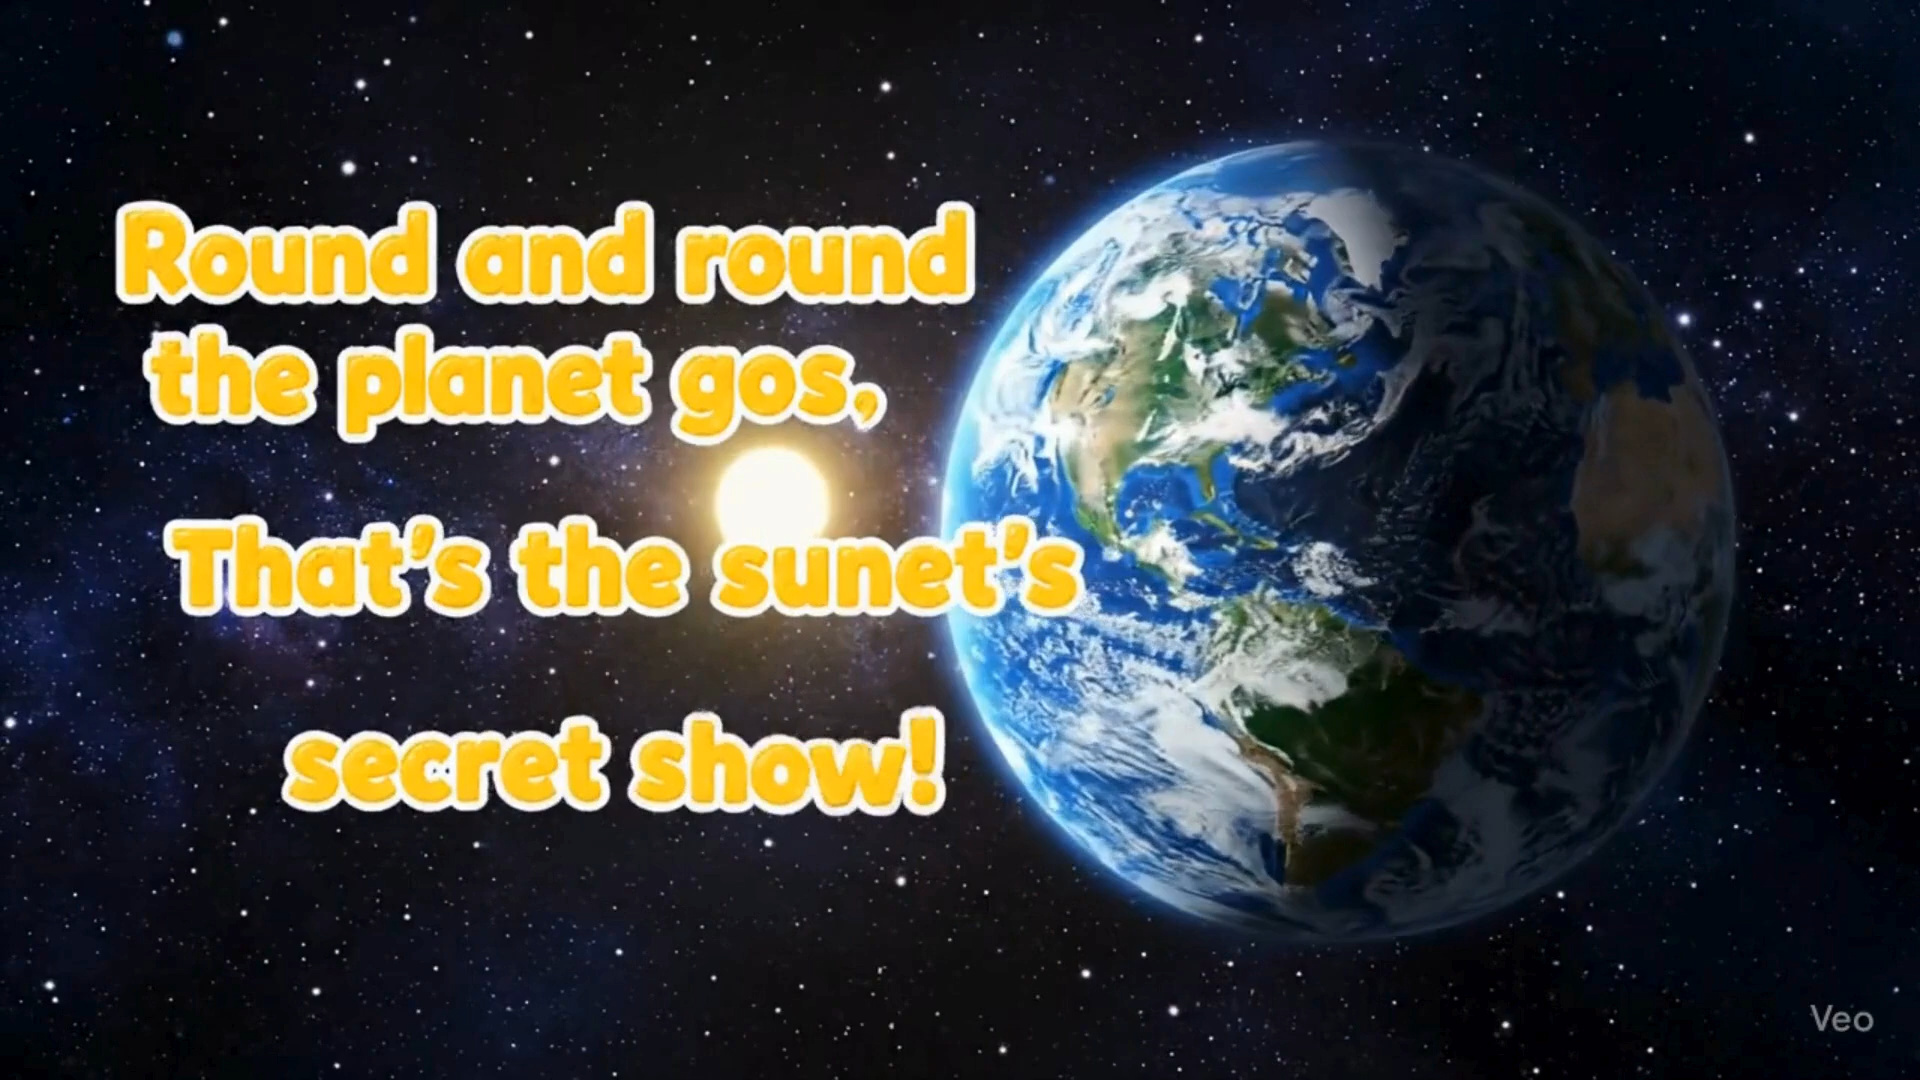 Round and round
the planet gos,
That's the sunet's
secret show!
Veo